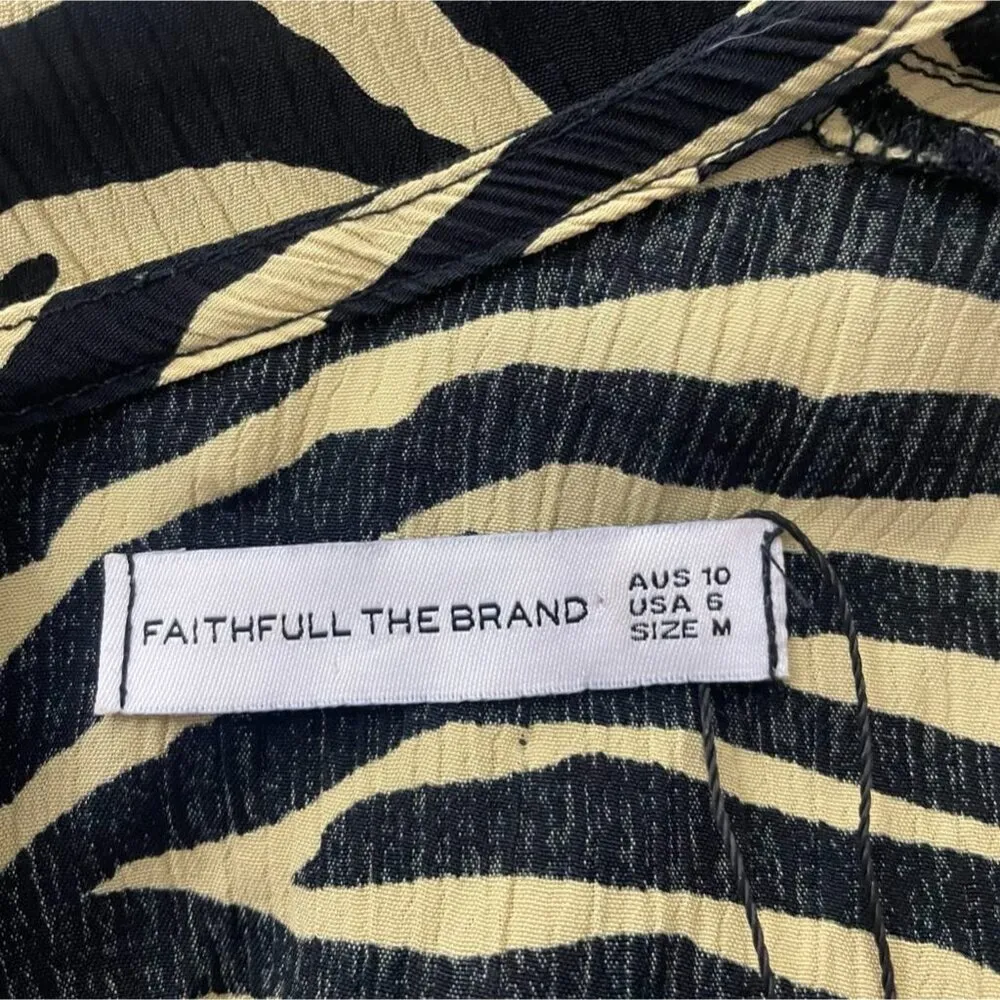 FAITHFULL THE BRAND
AUS 10
USA 6
SIZE M